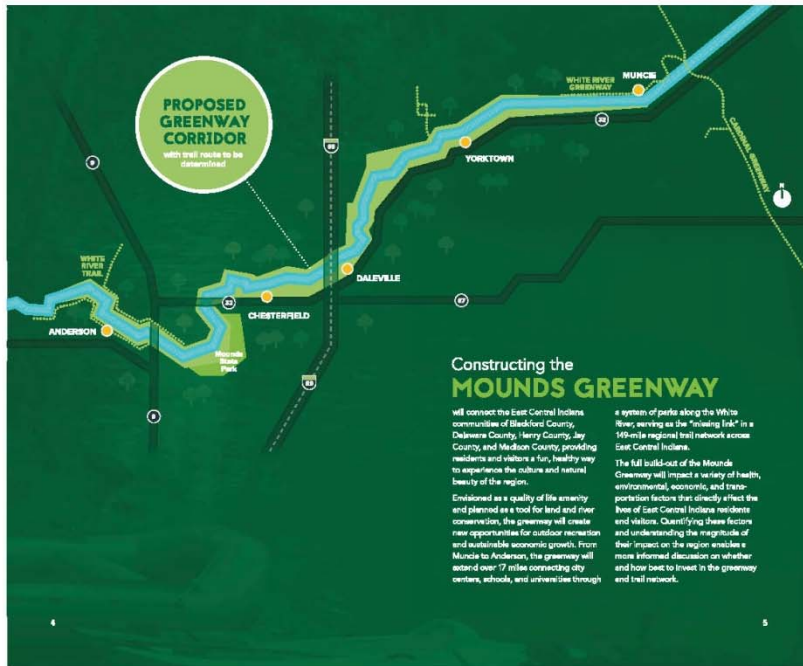 PROPOSED
GREENWAY
CORRIDOR
with trail route to be
determined
MUNCIE
WHITE RIVER
GREENWAY
32
YORKTOWN
CARDINAL GREENWAY
N
9
DALEVILLE
WHITE
RIVER
TRAIL
32
CHESTERFIELD
67
ANDERSON
Mounds
State
Park
9
Constructing the
MOUNDS GREENWAY
will connect the East Central Indiana
communities of Blackford County,
Delaware County, Henry County, Jay
County, and Madison County, providing
residents and visitors a fun, healthy way
to experience the culture and natural
beauty of the region.
Envisioned as a quality of life amenity
and planned as a tool for land and river
conservation, the greenway will create
new opportunities for outdoor recreation
and sustainable economic growth. From
Muncie to Anderson, the greenway will
extend over 17 miles connecting city
centers, schools, and universities through
a system of parks along the White
River, serving as the "missing link" in a
149-mile regional trail network across
East Central Indiana.
The full build-out of the Mounds
Greenway will impact a variety of health,
environmental, economic, and trans-
portation factors that directly affect the
lives of East Central Indiana residents
and visitors. Quantifying these factors
and understanding the magnitude of
their impact on the region enables a
more informed discussion on whether
and how best to invest in the greenway
and trail network.
4
5